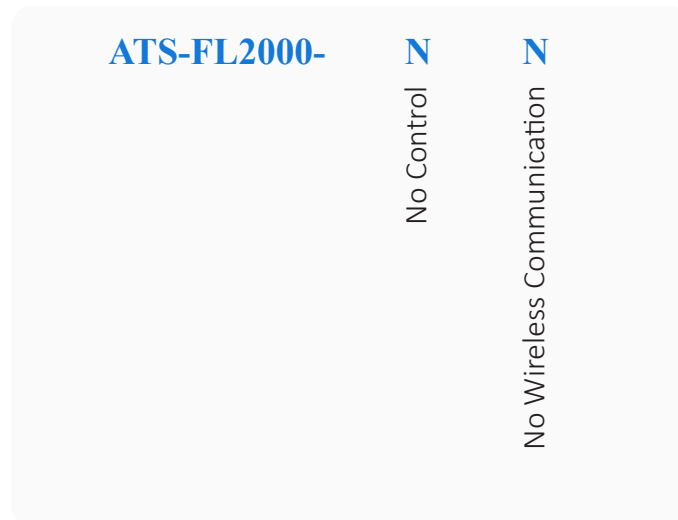 ATS-FL2000- N N
No Control
No Wireless Communication